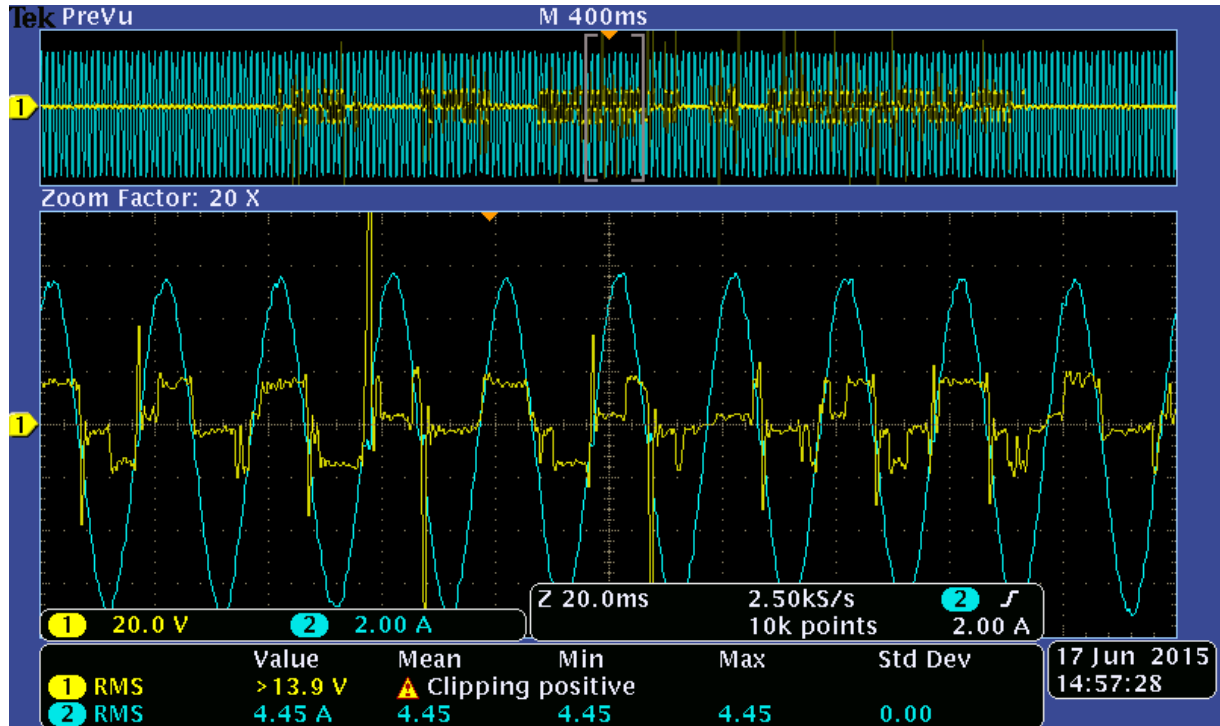 Tek PreVu M 400ms
1
Zoom Factor: 20 X
1
1 20.0 V 2 2.00 A
Z 20.0ms 2.50kS/s 2
10k points 2.00 A
Value Mean Min Max Std Dev
1 RMS >13.9 V Clipping positive
2 RMS 4.45 A 4.45 4.45 4.45 0.00
17 Jun 2015
14:57:28